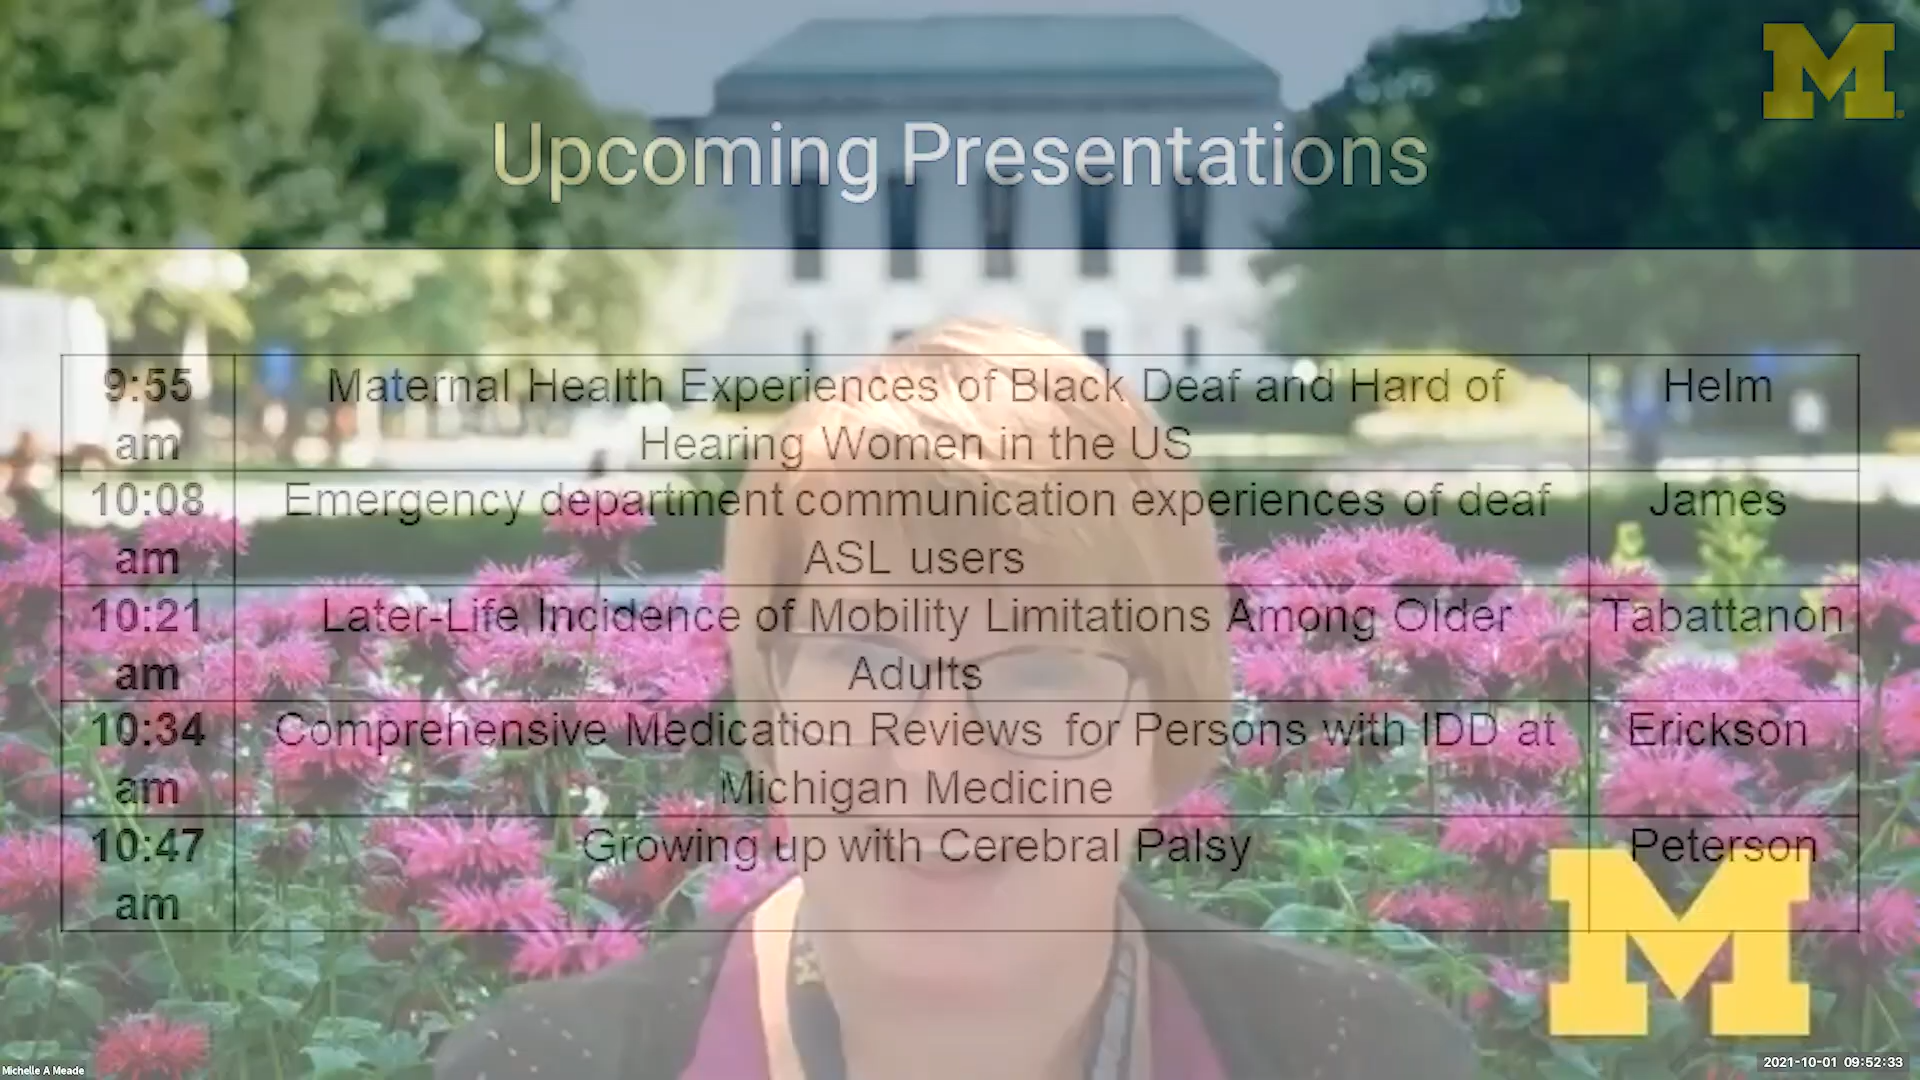 M
Upcoming Presentations
9:55 am
Maternal Health Experiences of Black Deaf and Hard of
Hearing Women in the US
Helm
10:08 am
Emergency department communication experiences of deaf
ASL users
James
10:21 am
Later-Life Incidence of Mobility Limitations Among Older
Adults
Tabattanon
10:34 am
Comprehensive Medication Reviews for Persons with IDD at
Michigan Medicine
Erickson
10:47 am
Growing up with Cerebral Palsy
Peterson
M
Michelle A Meade
2021-10-01 09:52:33